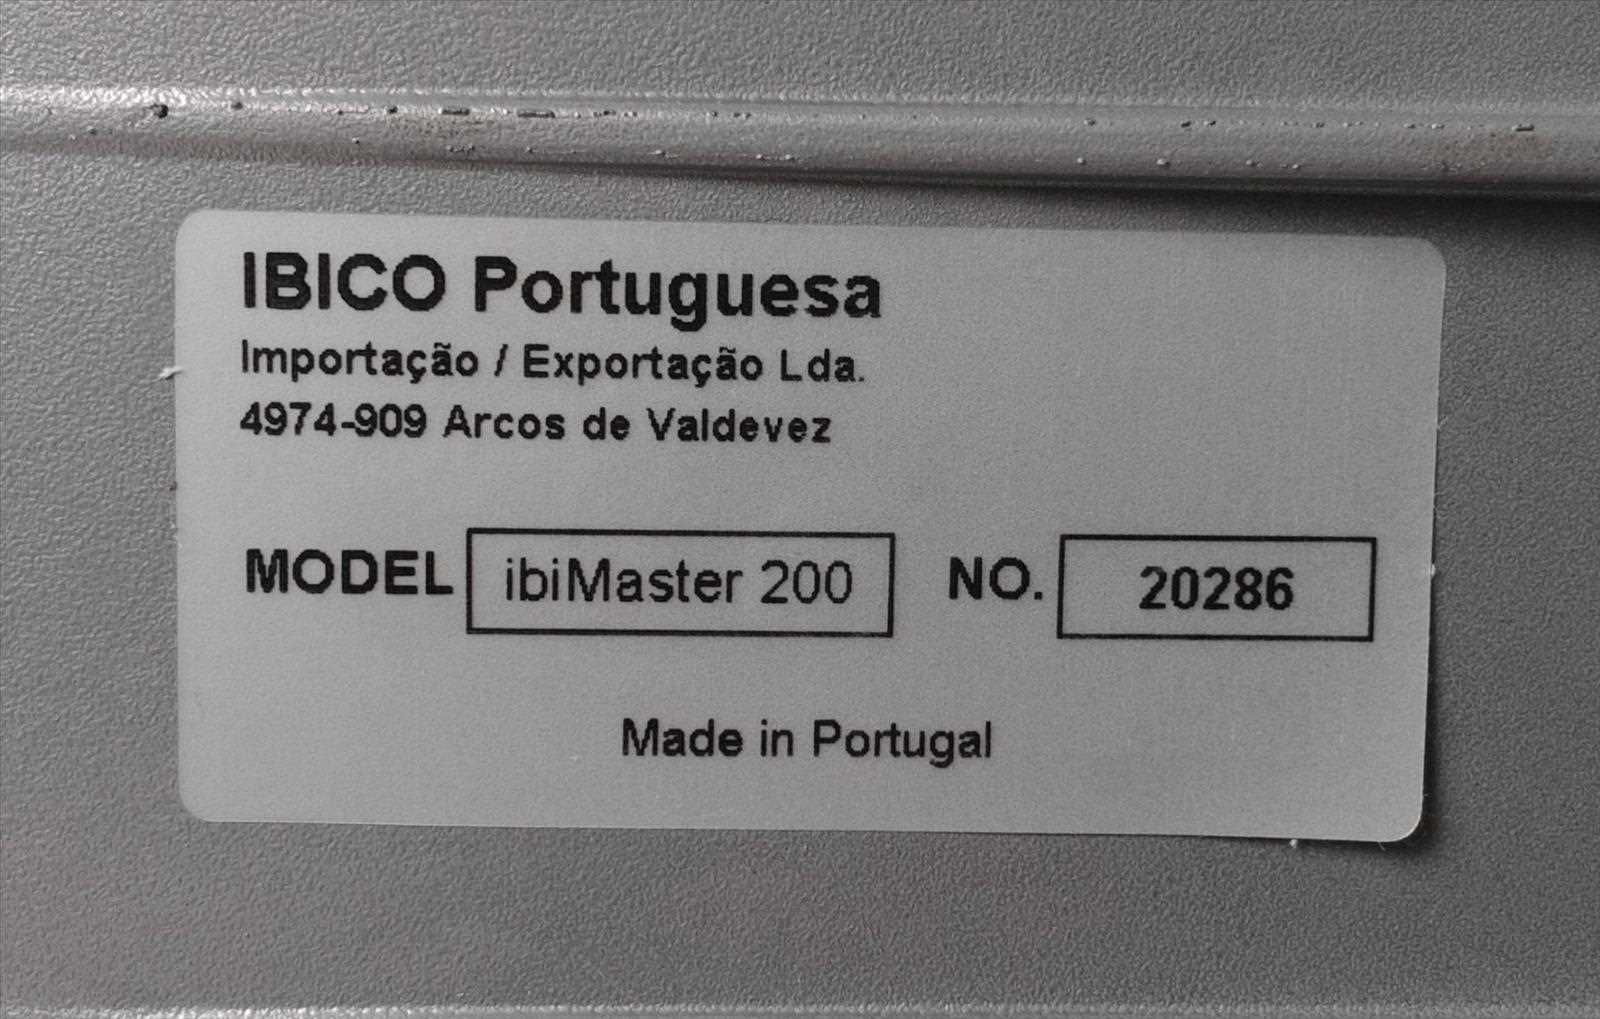 IBICO Portuguesa
Importação / Exportação Lda.
4974-909 Arcos de Valdevez
MODEL ibiMaster 200 NO. 20286
Made in Portugal